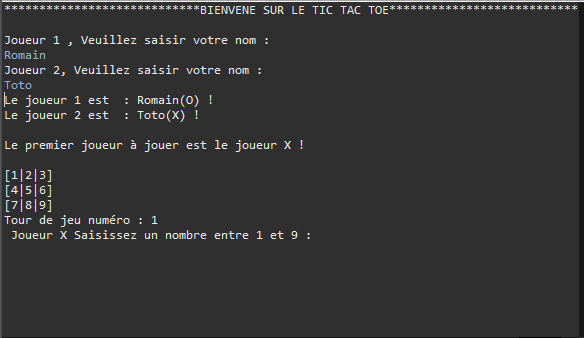 ****************************BIENVENE SUR LE TIC TAC TOE***************************
Joueur 1 , Veuillez saisir votre nom :
Romain
Joueur 2, Veuillez saisir votre nom :
Toto
Le joueur 1 est  : Romain(O) !
Le joueur 2 est  : Toto(X) !
Le premier joueur à jouer est le joueur X !
[1|2|3]
[4|5|6]
[7|8|9]
Tour de jeu numéro : 1
 Joueur X Saisissez un nombre entre 1 et 9 :